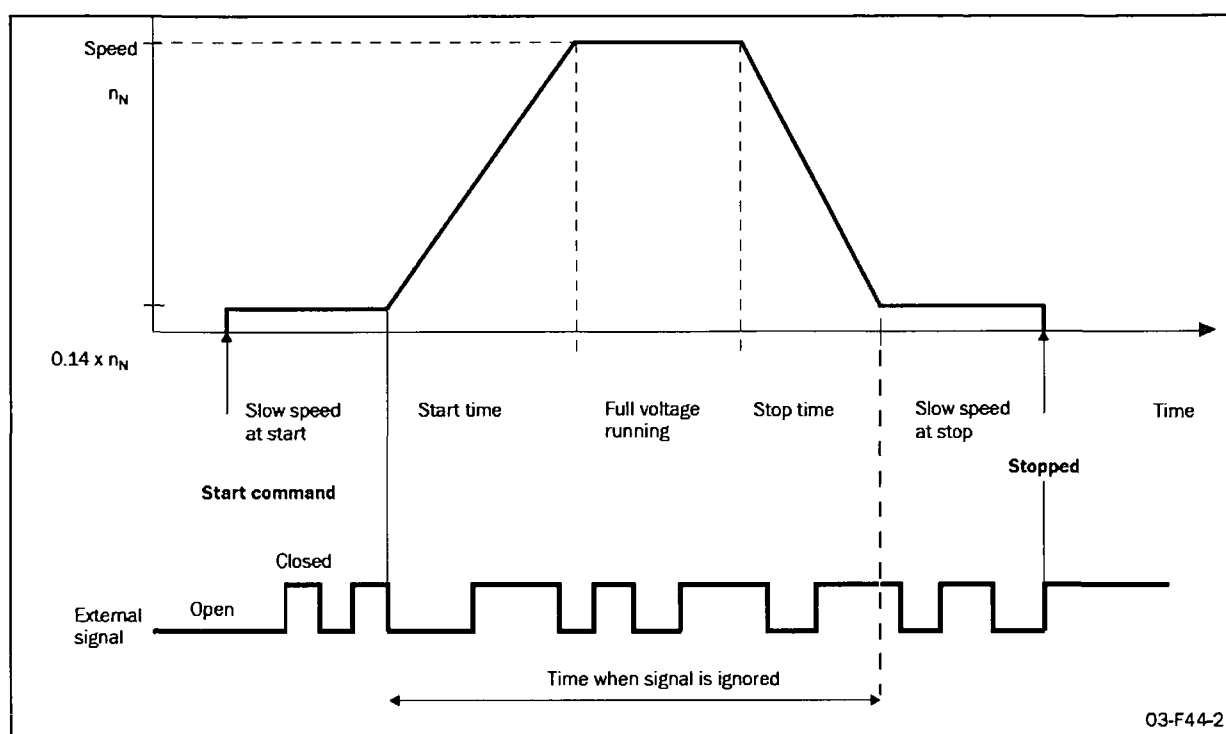 Speed
n_N
0.14 x n_N
Slow speed
at start
Start time
Full voltage
running
Stop time
Slow speed
at stop
Time
Start command
Stopped
Closed
Open
External
signal
Time when signal is ignored
03-F44-2